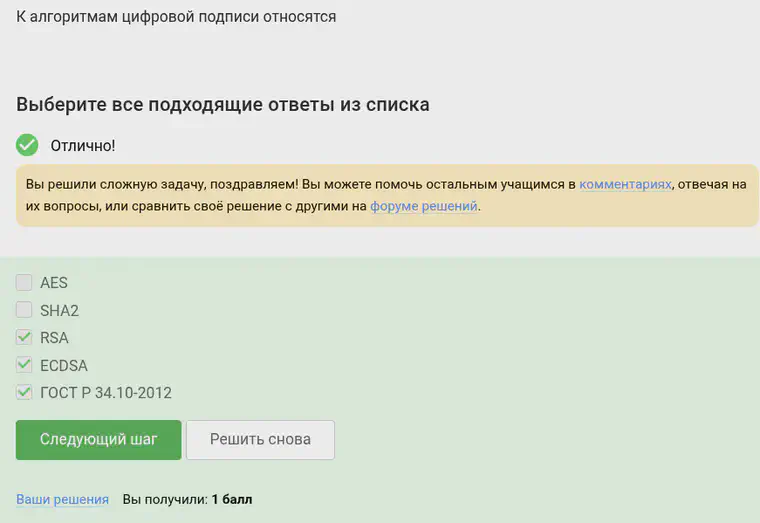 К алгоритмам цифровой подписи относятся
Выберите все подходящие ответы из списка
Отлично!
Вы решили сложную задачу, поздравляем! Вы можете помочь остальным учащимся в комментариях, отвечая на
их вопросы, или сравнить своё решение с другими на форуме решений.
AES
SHA2
RSA
ECDSA
ГОСТ Р 34.10-2012
Следующий шаг Решить снова
Ваши решения Вы получили: 1 балл